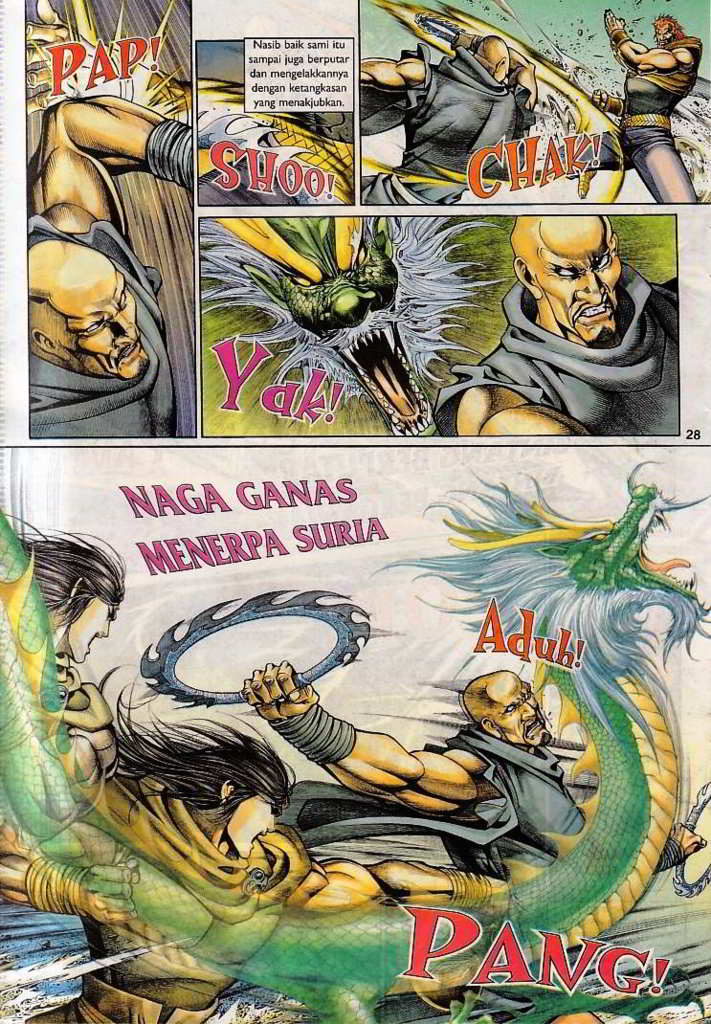 PAP!
Nasib baik sami itu
sampai juga berputar
dan mengelakkannya
dengan ketangkasan
yang menakjubkan.
SHOO!
CHAK!
Yak!
28
NAGA GANAS
MENERPA SURIA
Aduh!
PANG!